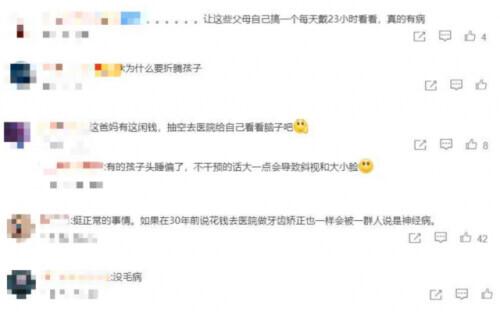 ......让这些父母自己搞一个每天戴23小时看看，真的有病
4
为什么要折腾孩子
这爸妈有这闲钱，抽空去医院给自己看看脑子吧
8
:有的孩子头睡偏了，不干预的话大一点会导致斜视和大小脸
:挺正常的事情。如果在30年前说花钱去医院做牙齿矫正也一样会被一群人说是神经病。
42
:没毛病